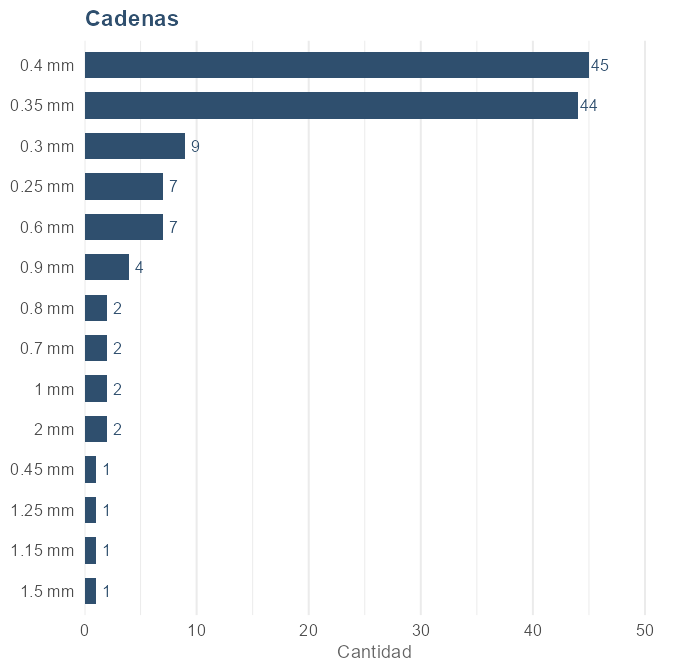 Cadenas
0.4 mm 45
0.35 mm 44
0.3 mm 9
0.25 mm 7
0.6 mm 7
0.9 mm 4
0.8 mm 2
0.7 mm 2
1 mm 2
2 mm 2
0.45 mm 1
1.25 mm 1
1.15 mm 1
1.5 mm 1
0 10 20 30 40 50
Cantidad